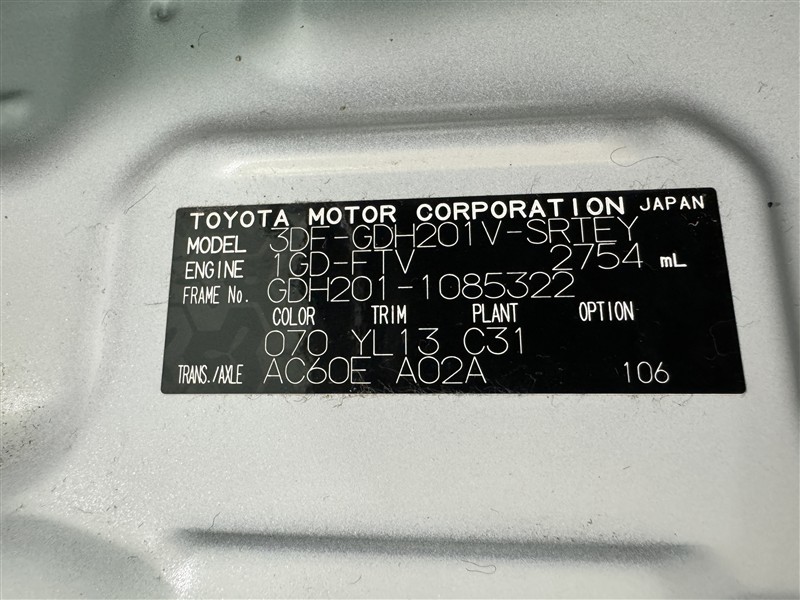 TOYOTA MOTOR CORPORATION JAPAN
MODEL 3DF-GDH201V-SRTEY
ENGINE 1GD-FTV 2754 mL
FRAME No. GDH201-1085322
COLOR TRIM PLANT OPTION
070 YL13 C31
TRANS./AXLE AC60E A02A 106